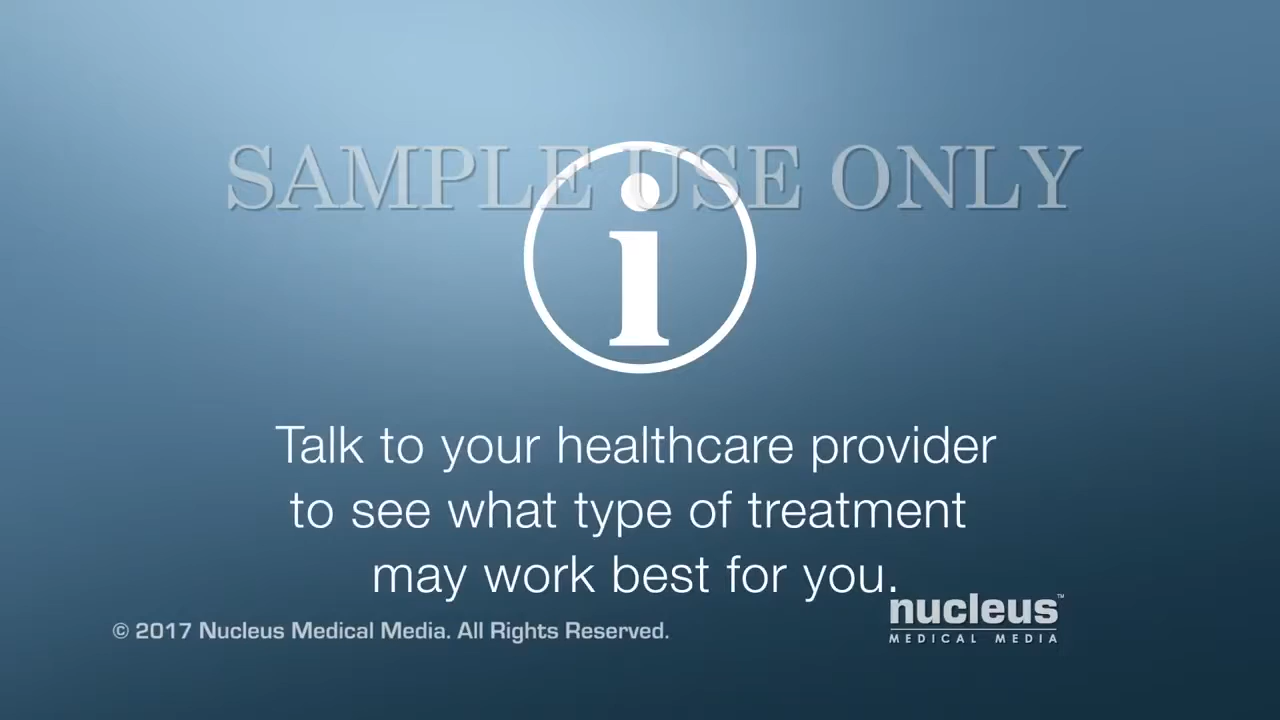 SAMPLE USE ONLY
i
Talk to your healthcare provider
to see what type of treatment
may work best for you.
© 2017 Nucleus Medical Media. All Rights Reserved.
nucleus™
MEDICAL MEDIA